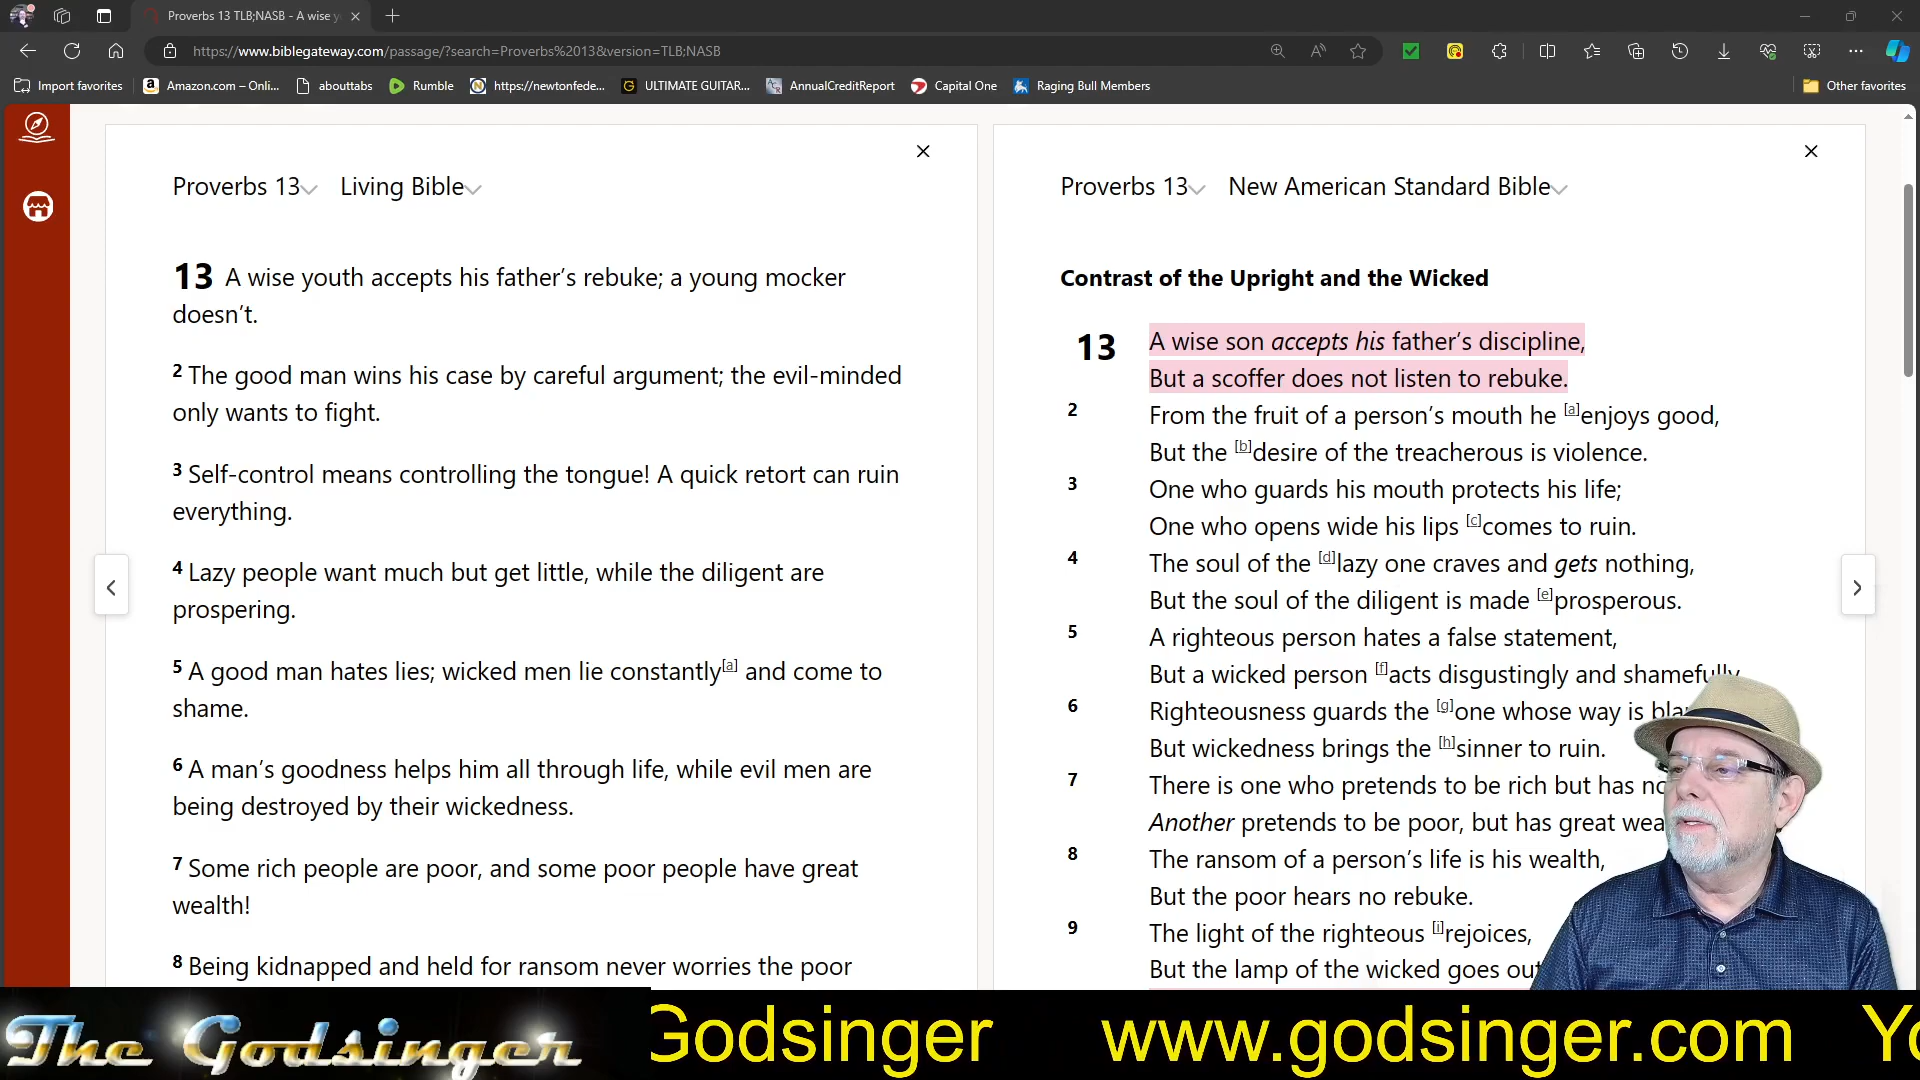 Proverbs 13 TLB;NASB - A wise y
https://www.biblegateway.com/passage/?search=Proverbs%2013&version=TLB;NASB
Import favorites
Amazon.com – Onli...
abouttabs
Rumble
https://newtonfede...
ULTIMATE GUITAR...
AnnualCreditReport
Capital One
Raging Bull Members
Other favorites
Proverbs 13 Living Bible
13 A wise youth accepts his father’s rebuke; a young mocker
doesn’t.
2 The good man wins his case by careful argument; the evil-minded
only wants to fight.
3 Self-control means controlling the tongue! A quick retort can ruin
everything.
4 Lazy people want much but get little, while the diligent are
prospering.
5 A good man hates lies; wicked men lie constantly[a] and come to
shame.
6 A man’s goodness helps him all through life, while evil men are
being destroyed by their wickedness.
7 Some rich people are poor, and some poor people have great
wealth!
8 Being kidnapped and held for ransom never worries the poor
Proverbs 13 New American Standard Bible
Contrast of the Upright and the Wicked
13 A wise son accepts his father’s discipline,
But a scoffer does not listen to rebuke.
2 From the fruit of a person’s mouth he [a]enjoys good,
But the [b]desire of the treacherous is violence.
3 One who guards his mouth protects his life;
One who opens wide his lips [c]comes to ruin.
4 The soul of the [d]lazy one craves and gets nothing,
But the soul of the diligent is made [e]prosperous.
5 A righteous person hates a false statement,
But a wicked person [f]acts disgustingly and shamefully
6 Righteousness guards the [g]one whose way is
But wickedness brings the [h]sinner to ruin.
7 There is one who pretends to be rich but has
Another pretends to be poor, but has great
8 The ransom of a person’s life is his wealth,
But the poor hears no rebuke.
9 The light of the righteous [i]rejoices,
But the lamp of the wicked goes out
The Godsinger
Godsinger www.godsinger.com Yo